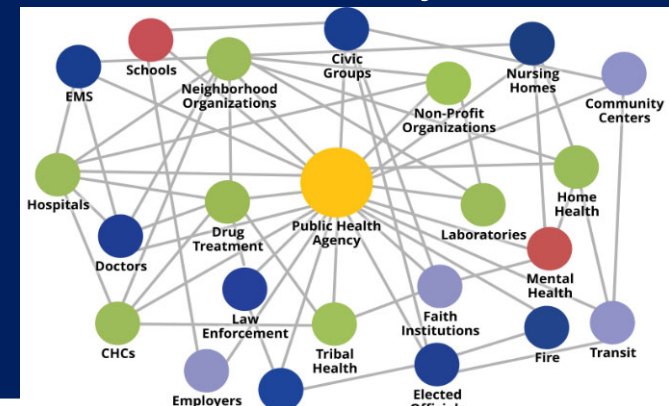 Schools
Civic
Groups
EMS
Neighborhood
Organizations
Nursing
Homes
Non-Profit
Organizations
Community
Centers
Hospitals
Drug
Treatment
Public Health
Agency
Laboratories
Home
Health
Doctors
Mental
Health
Law
Enforcement
Faith
Institutions
CHCs
Tribal
Health
Fire
Transit
Employers
Elected